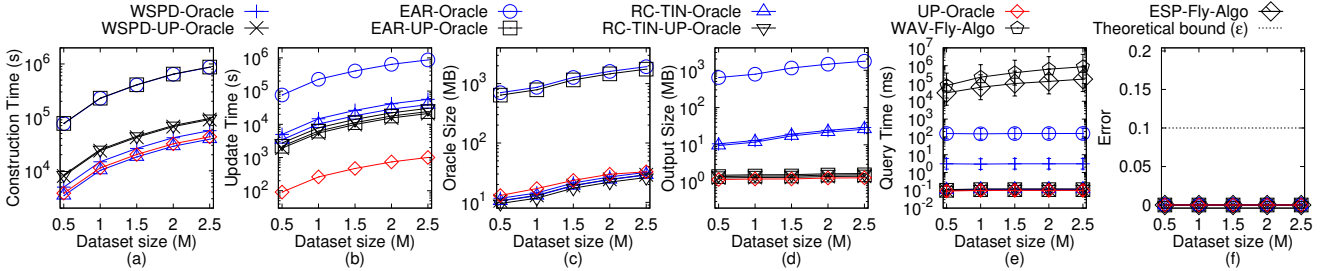 WSPD-Oracle
WSPD-UP-Oracle
EAR-Oracle
EAR-UP-Oracle
RC-TIN-Oracle
RC-TIN-UP-Oracle
UP-Oracle
WAV-Fly-Algo
ESP-Fly-Algo
Theoretical bound (ε)
Construction Time (s)
10^6
10^5
10^4
0.5 1 1.5 2 2.5
Dataset size (M)
(a)
Update Time (s)
10^6
10^5
10^4
10^3
10^2
0.5 1 1.5 2 2.5
Dataset size (M)
(b)
Oracle Size (MB)
10^3
10^2
10^1
0.5 1 1.5 2 2.5
Dataset size (M)
(c)
Output Size (MB)
10^3
10^2
10^1
10^0
0.5 1 1.5 2 2.5
Dataset size (M)
(d)
Query Time (ms)
10^7
10^6
10^5
10^4
10^3
10^2
10^1
10^0
10^-1
10^-2
0.5 1 1.5 2 2.5
Dataset size (M)
(e)
Error
0.2
0.15
0.1
0.05
0
0.5 1 1.5 2 2.5
Dataset size (M)
(f)